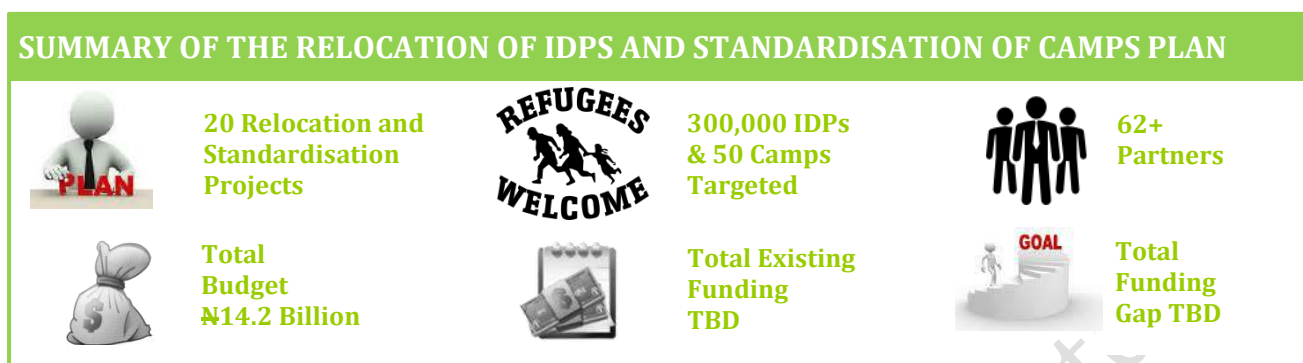 SUMMARY OF THE RELOCATION OF IDPS AND STANDARDISATION OF CAMPS PLAN
PLAN
20 Relocation and
Standardisation
Projects
REFUGEES
WELCOME
300,000 IDPs
& 50 Camps
Targeted
62+
Partners
$
Total
Budget
₦14.2 Billion
Total Existing
Funding
TBD
GOAL
Total
Funding
Gap TBD